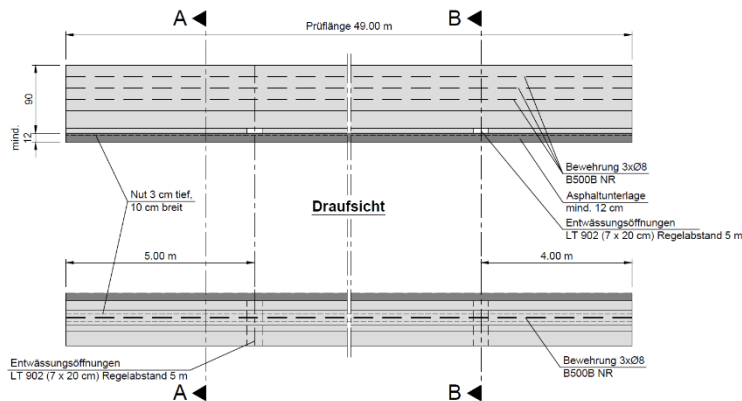 A
B
Prüflänge 49.00 m
90
mind.
12
Bewehrung 3xØ8
B500B NR
Nut 3 cm tief,
10 cm breit
Asphaltunterlage
mind. 12 cm
Draufsicht
Entwässungsöffnungen
LT 902 (7 x 20 cm) Regelabstand 5 m
5.00 m
4.00 m
Entwässungsöffnungen
LT 902 (7 x 20 cm) Regelabstand 5 m
Bewehrung 3xØ8
B500B NR
A
B